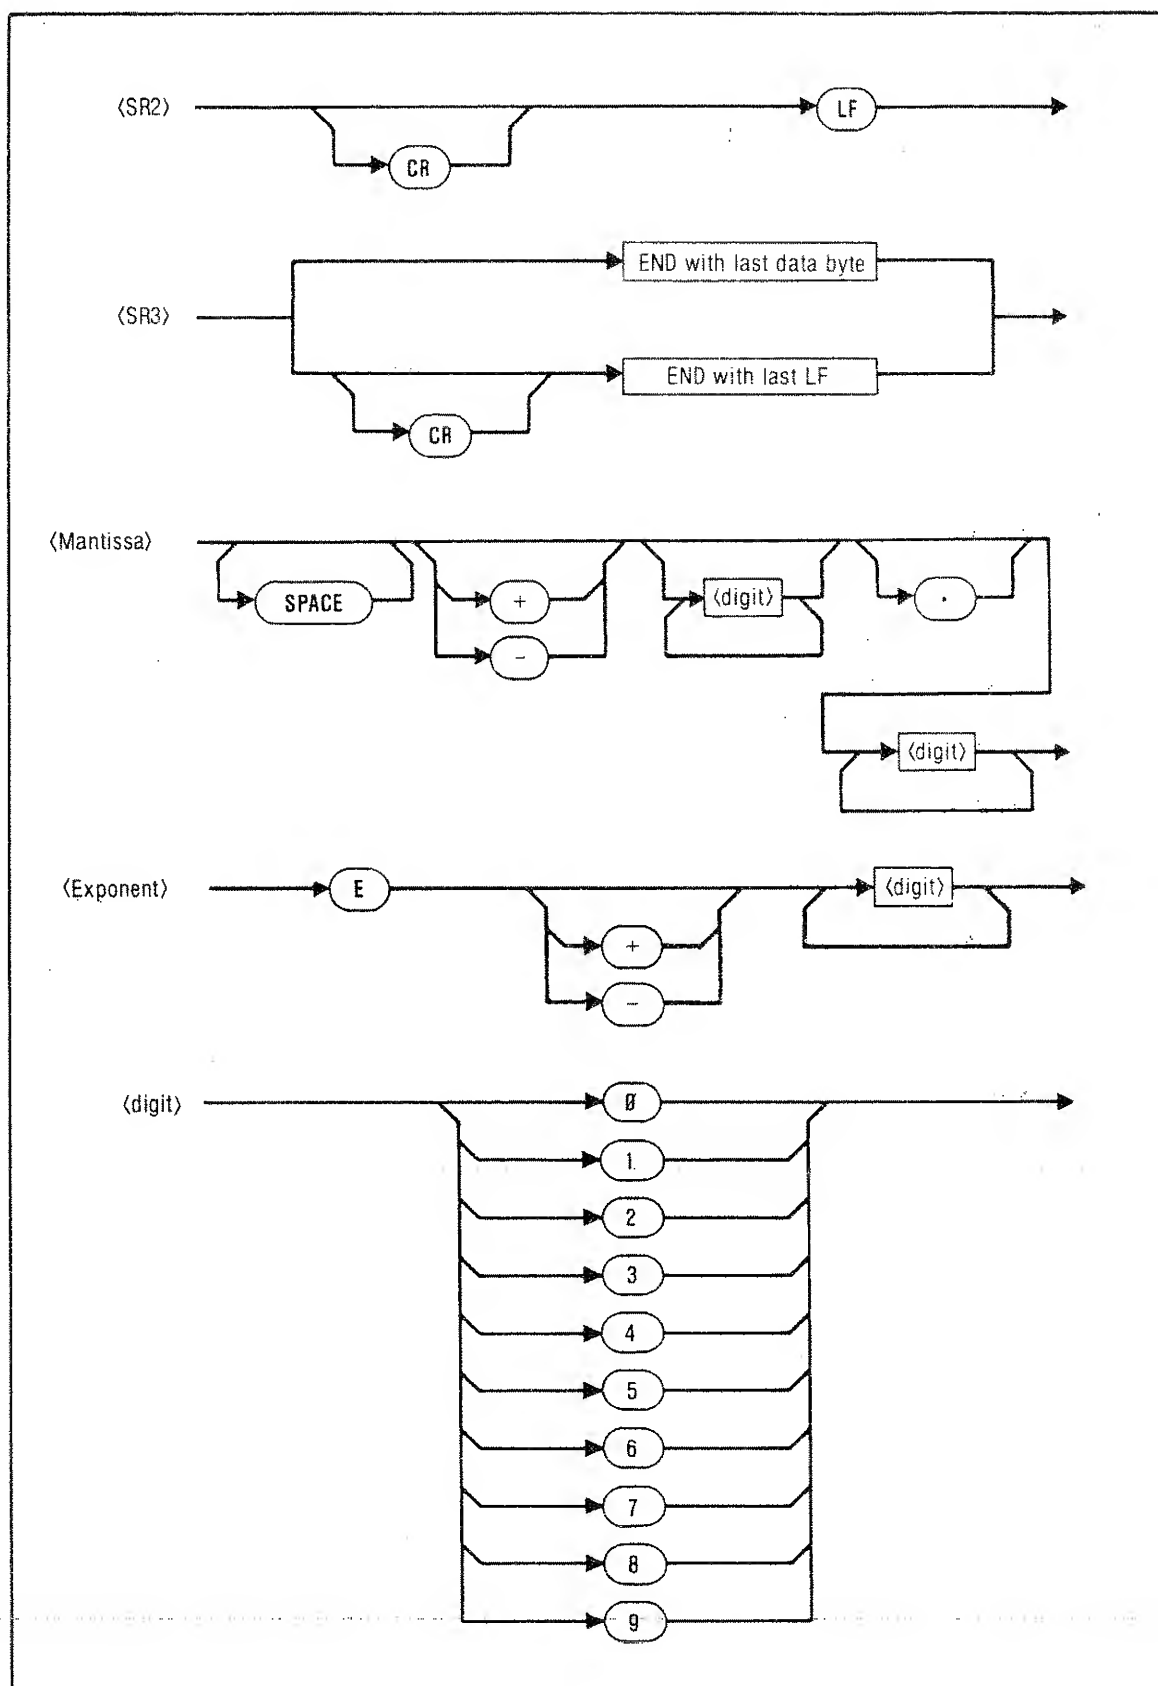 ⟨SR2⟩
LF
CR
END with last data byte
⟨SR3⟩
END with last LF
CR
⟨Mantissa⟩
SPACE
+
⟨digit⟩
.
-
⟨digit⟩
⟨Exponent⟩
E
⟨digit⟩
+
-
⟨digit⟩
0
1
2
3
4
5
6
7
8
9